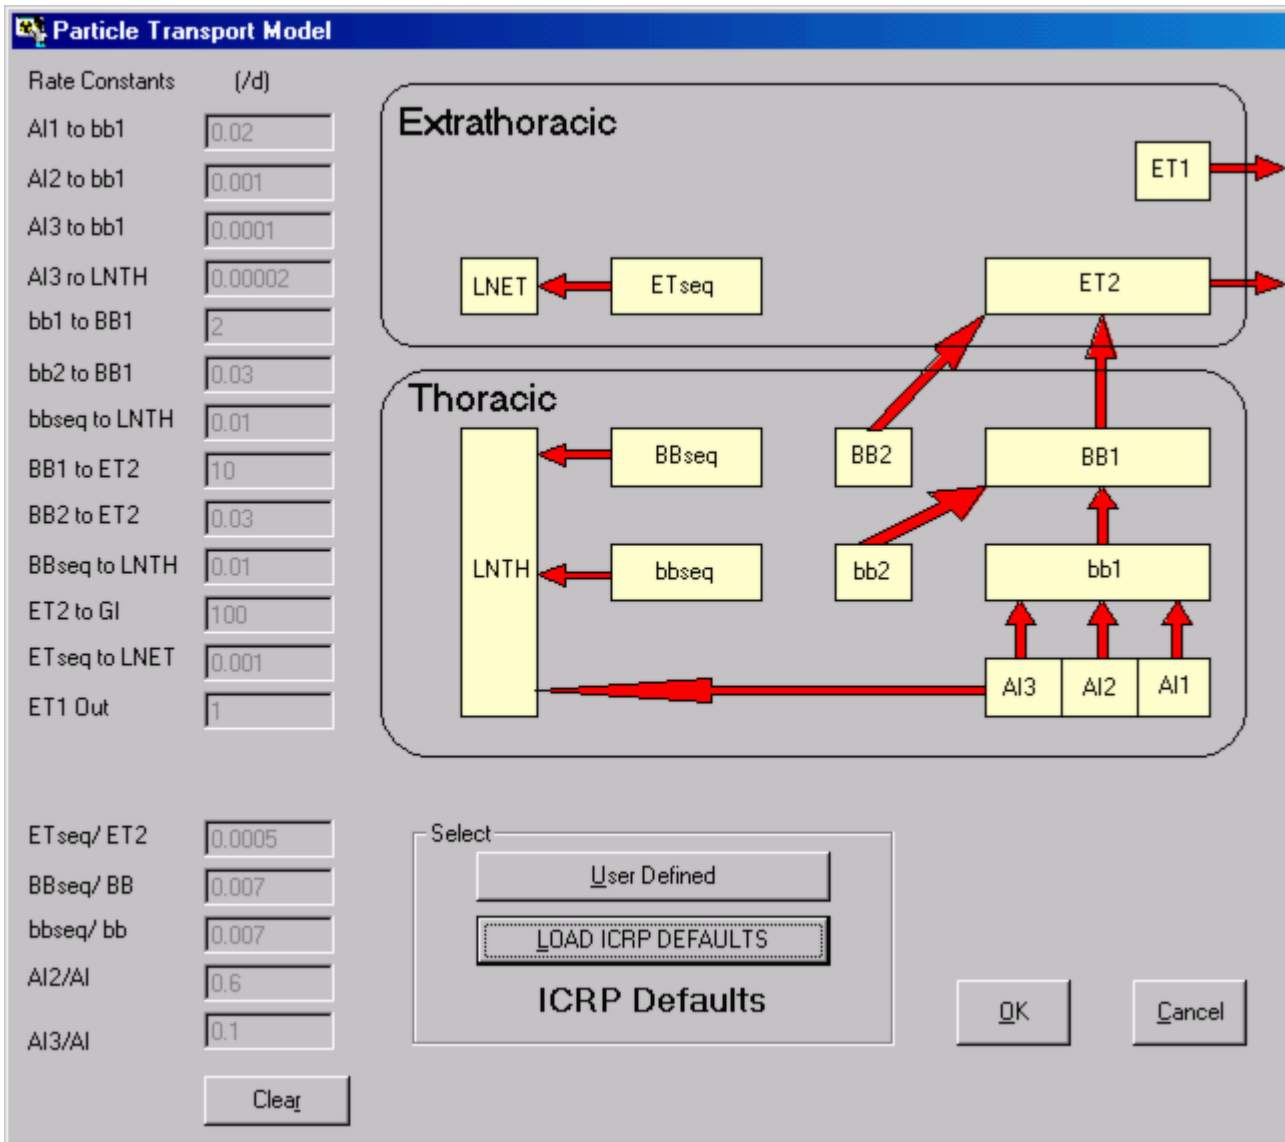 Particle Transport Model
Rate Constants (/d)
AI1 to bb1 0.02
AI2 to bb1 0.001
AI3 to bb1 0.0001
AI3 ro LNTH 0.00002
bb1 to BB1 2
bb2 to BB1 0.03
bbseq to LNTH 0.01
BB1 to ET2 10
BB2 to ET2 0.03
BBseq to LNTH 0.01
ET2 to GI 100
ETseq to LNET 0.001
ET1 Out 1
ETseq/ ET2 0.0005
BBseq/ BB 0.007
bbseq/ bb 0.007
AI2/AI 0.6
AI3/AI 0.1
Clear
Extrathoracic
ET1
LNET ETseq ET2
Thoracic
BBseq BB2 BB1
LNTH bbseq bb2 bb1
AI3 AI2 AI1
Select
User Defined
LOAD ICRP DEFAULTS
ICRP Defaults
OK Cancel